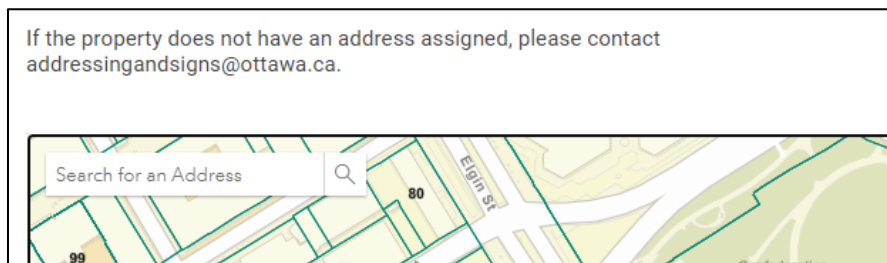 If the property does not have an address assigned, please contact
addressingandsigns@ottawa.ca.
Search for an Address
Elgin St
80
99